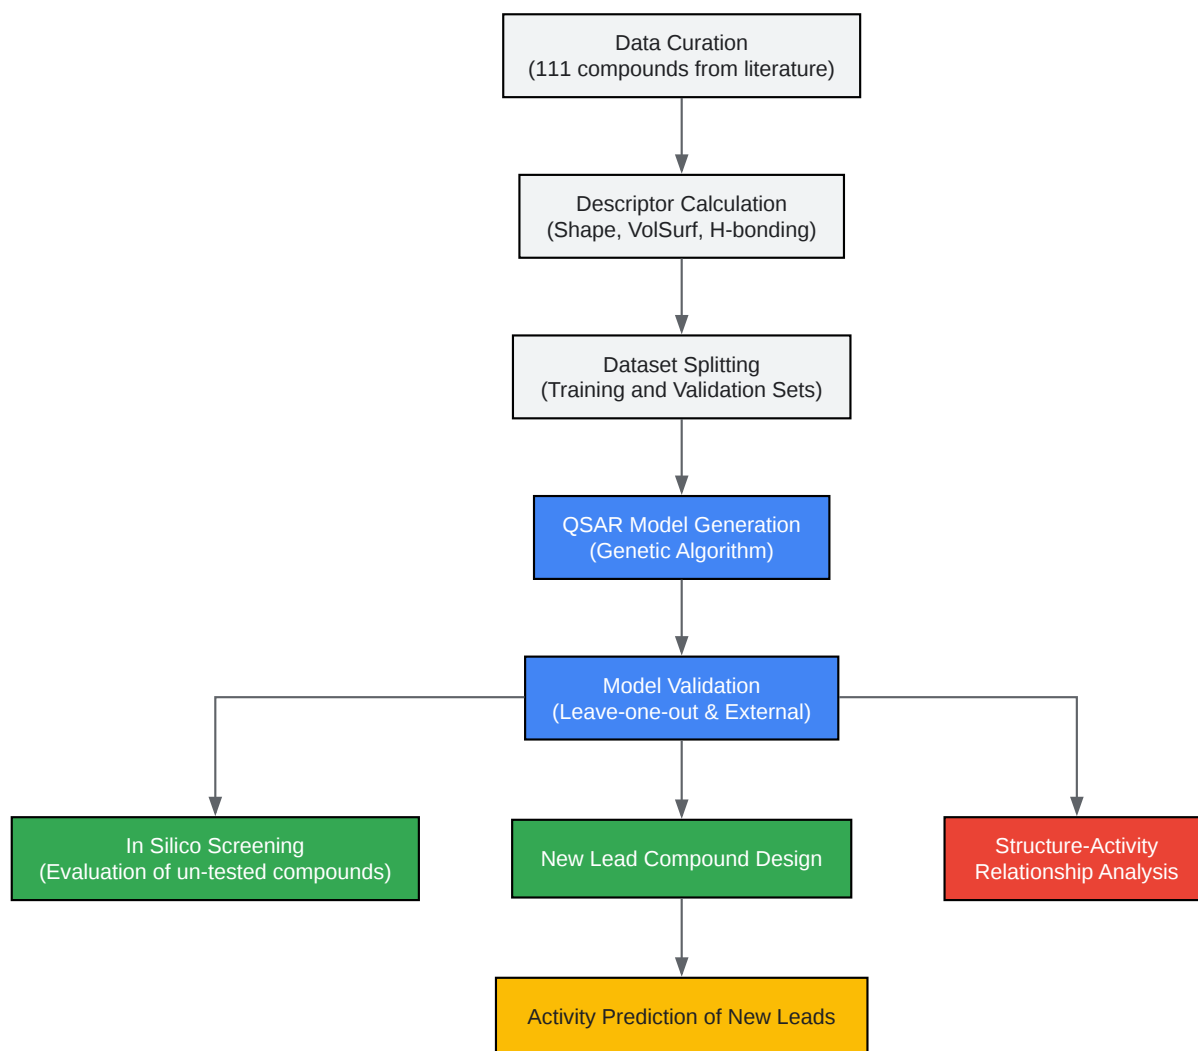 Data Curation
(111 compounds from literature)
Descriptor Calculation
(Shape, VolSurf, H-bonding)
Dataset Splitting
(Training and Validation Sets)
QSAR Model Generation
(Genetic Algorithm)
Model Validation
(Leave-one-out & External)
In Silico Screening
(Evaluation of un-tested compounds)
New Lead Compound Design
Structure-Activity
Relationship Analysis
Activity Prediction of New Leads